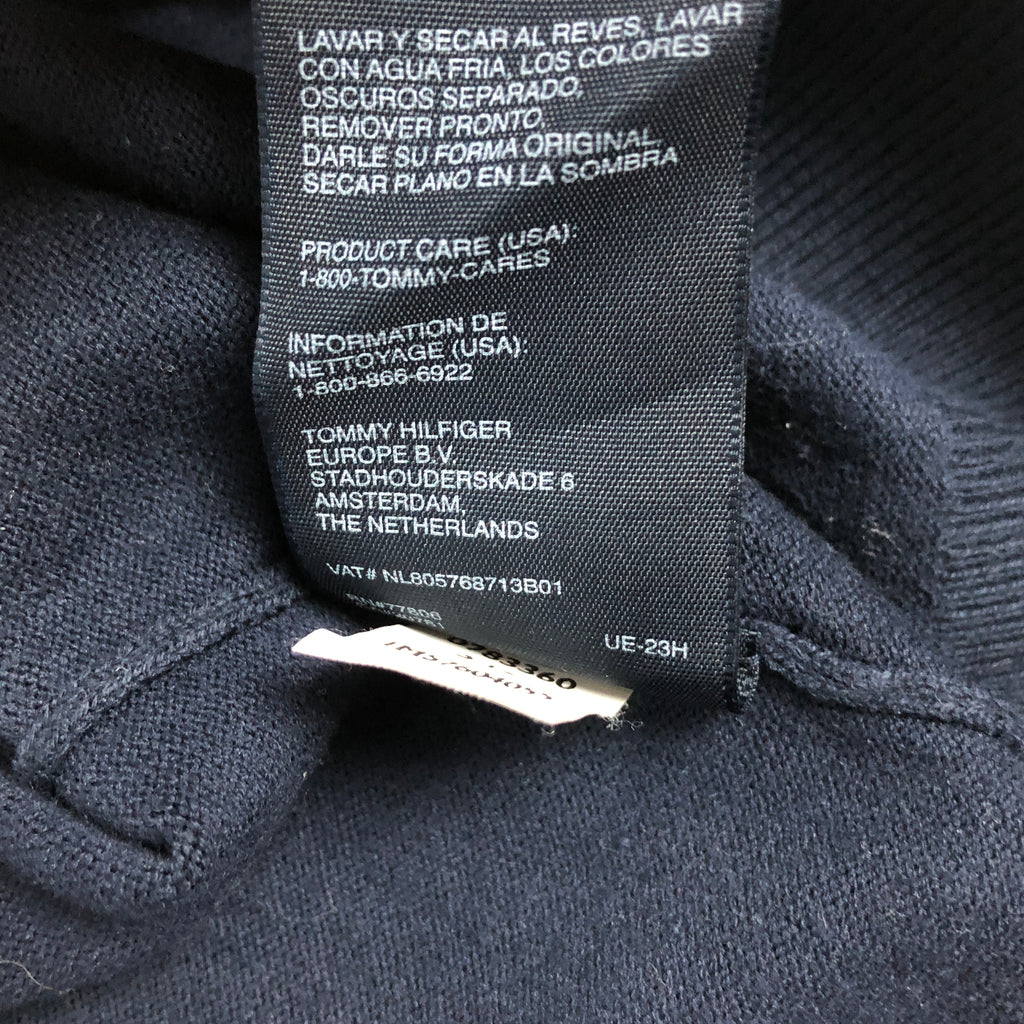 LAVAR Y SECAR AL REVES, LAVAR
CON AGUA FRIA, LOS COLORES
OSCUROS SEPARADO,
REMOVER PRONTO,
DARLE SU FORMA ORIGINAL
SECAR PLANO EN LA SOMBRA
PRODUCT CARE (USA):
1-800-TOMMY-CARES
INFORMATION DE
NETTOYAGE (USA):
1-800-866-6922
TOMMY HILFIGER
EUROPE B.V
STADHOUDERSKADE 6
AMSTERDAM,
THE NETHERLANDS
VAT# NL805768713B01
RN#77806
UE-23H